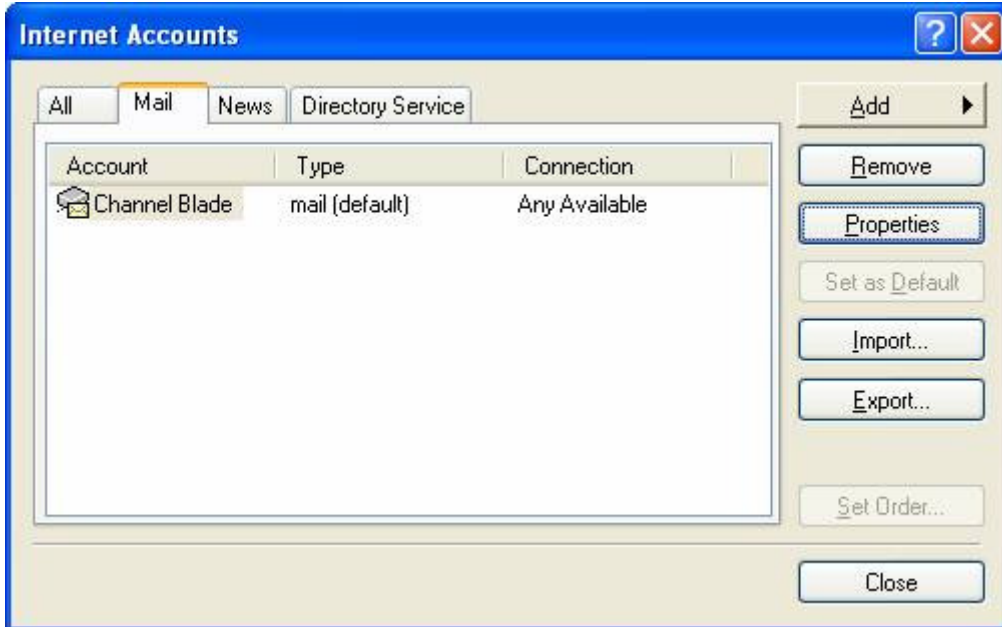 Internet Accounts
All Mail News Directory Service
Add
Account Type Connection
Remove
Channel Blade mail (default) Any Available
Properties
Set as Default
Import...
Export...
Set Order...
Close